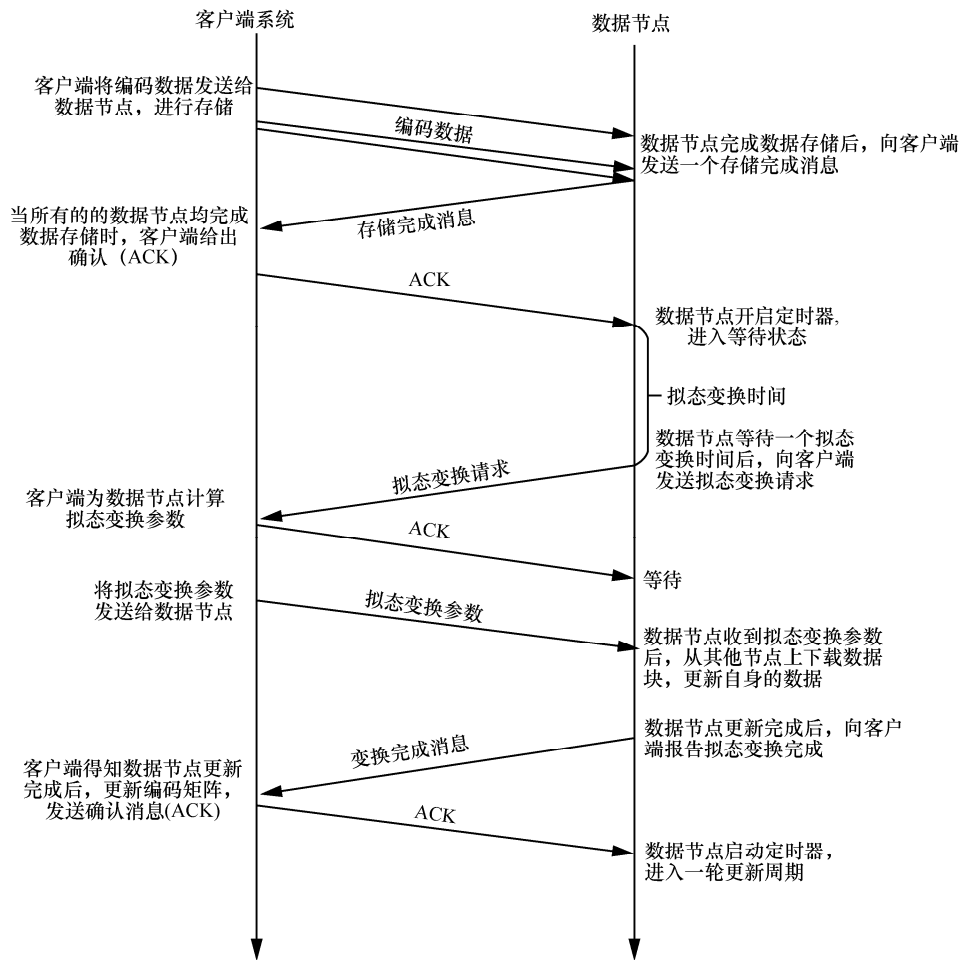 客户端系统
数据节点
客户端将编码数据发送给
数据节点，进行存储
编码数据
数据节点完成数据存储后，向客户端
发送一个存储完成消息
存储完成消息
当所有的的数据节点均完成
数据存储时，客户端给出
确认（ACK）
ACK
数据节点开启定时器,
进入等待状态
拟态变换时间
数据节点等待一个拟态
变换时间后，向客户端
发送拟态变换请求
拟态变换请求
客户端为数据节点计算
拟态变换参数
ACK
等待
将拟态变换参数
发送给数据节点
拟态变换参数
数据节点收到拟态变换参数
后，从其他节点上下载数据
块，更新自身的数据
数据节点更新完成后，向客户
端报告拟态变换完成
变换完成消息
客户端得知数据节点更新
完成后，更新编码矩阵，
发送确认消息(ACK)
ACK
数据节点启动定时器，
进入一轮更新周期